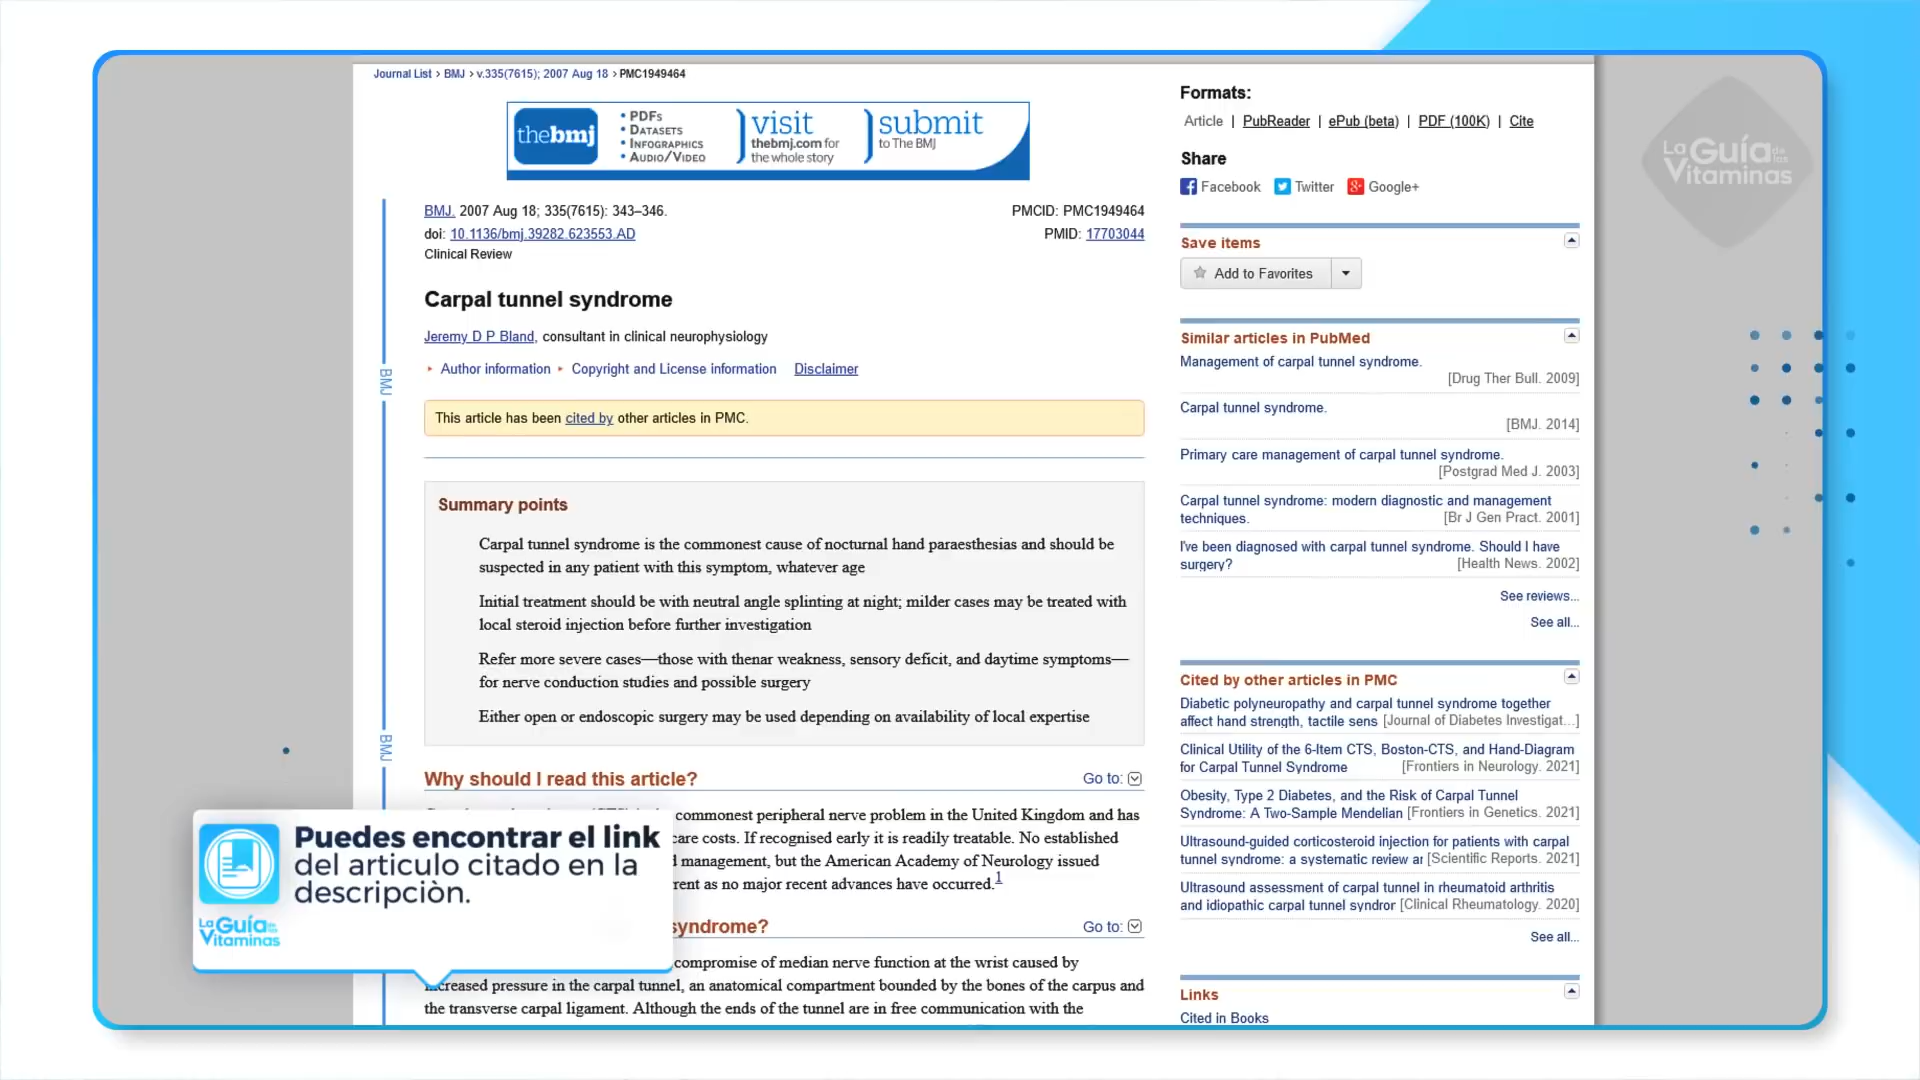 Journal List > BMJ > v.335(7615); 2007 Aug 18 > PMC1949464
thebmj
• PDFs
• Datasets
• Infographics
• Audio/Video
visit
thebmj.com for
the whole story
submit
to The BMJ
BMJ. 2007 Aug 18; 335(7615): 343–346.
PMCID: PMC1949464
doi: 10.1136/bmj.39282.623553.AD
PMID: 17703044
Clinical Review
Carpal tunnel syndrome
Jeremy D P Bland, consultant in clinical neurophysiology
Author information
Copyright and License information
Disclaimer
This article has been cited by other articles in PMC.
BMJ
Summary points
Carpal tunnel syndrome is the commonest cause of nocturnal hand paraesthesias and should be
suspected in any patient with this symptom, whatever age
Initial treatment should be with neutral angle splinting at night; milder cases may be treated with
local steroid injection before further investigation
Refer more severe cases—those with thenar weakness, sensory deficit, and daytime symptoms—
for nerve conduction studies and possible surgery
Either open or endoscopic surgery may be used depending on availability of local expertise
BMJ
Why should I read this article?
Go to:
commonest peripheral nerve problem in the United Kingdom and has
care costs. If recognised early it is readily treatable. No established
management, but the American Academy of Neurology issued
rent as no major recent advances have occurred.1
syndrome?
Go to:
compromise of median nerve function at the wrist caused by
increased pressure in the carpal tunnel, an anatomical compartment bounded by the bones of the carpus and
the transverse carpal ligament. Although the ends of the tunnel are in free communication with the
Puedes encontrar el link
del articulo citado en la
descripciòn.
La Guía de las
Vitaminas
Formats:
Article | PubReader | ePub (beta) | PDF (100K) | Cite
Share
Facebook Twitter Google+
Save items
Add to Favorites
Similar articles in PubMed
Management of carpal tunnel syndrome.
[Drug Ther Bull. 2009]
Carpal tunnel syndrome.
[BMJ. 2014]
Primary care management of carpal tunnel syndrome.
[Postgrad Med J. 2003]
Carpal tunnel syndrome: modern diagnostic and management
techniques. [Br J Gen Pract. 2001]
I've been diagnosed with carpal tunnel syndrome. Should I have
surgery? [Health News. 2002]
See reviews...
See all...
Cited by other articles in PMC
Diabetic polyneuropathy and carpal tunnel syndrome together
affect hand strength, tactile sens [Journal of Diabetes Investigat...]
Clinical Utility of the 6-Item CTS, Boston-CTS, and Hand-Diagram
for Carpal Tunnel Syndrome [Frontiers in Neurology. 2021]
Obesity, Type 2 Diabetes, and the Risk of Carpal Tunnel
Syndrome: A Two-Sample Mendelian [Frontiers in Genetics. 2021]
Ultrasound-guided corticosteroid injection for patients with carpal
tunnel syndrome: a systematic review ar [Scientific Reports. 2021]
Ultrasound assessment of carpal tunnel in rheumatoid arthritis
and idiopathic carpal tunnel syndror [Clinical Rheumatology. 2020]
See all...
Links
Cited in Books
La Guía de las
Vitaminas